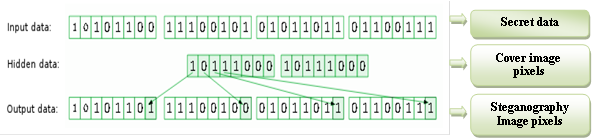 Input data: 10101100 11100101 01011011 01100111 Secret data
Hidden data: 10111000 10111000 Cover image pixels
Output data: 10101101 11100100 01011011 01100111 Steganography Image pixels